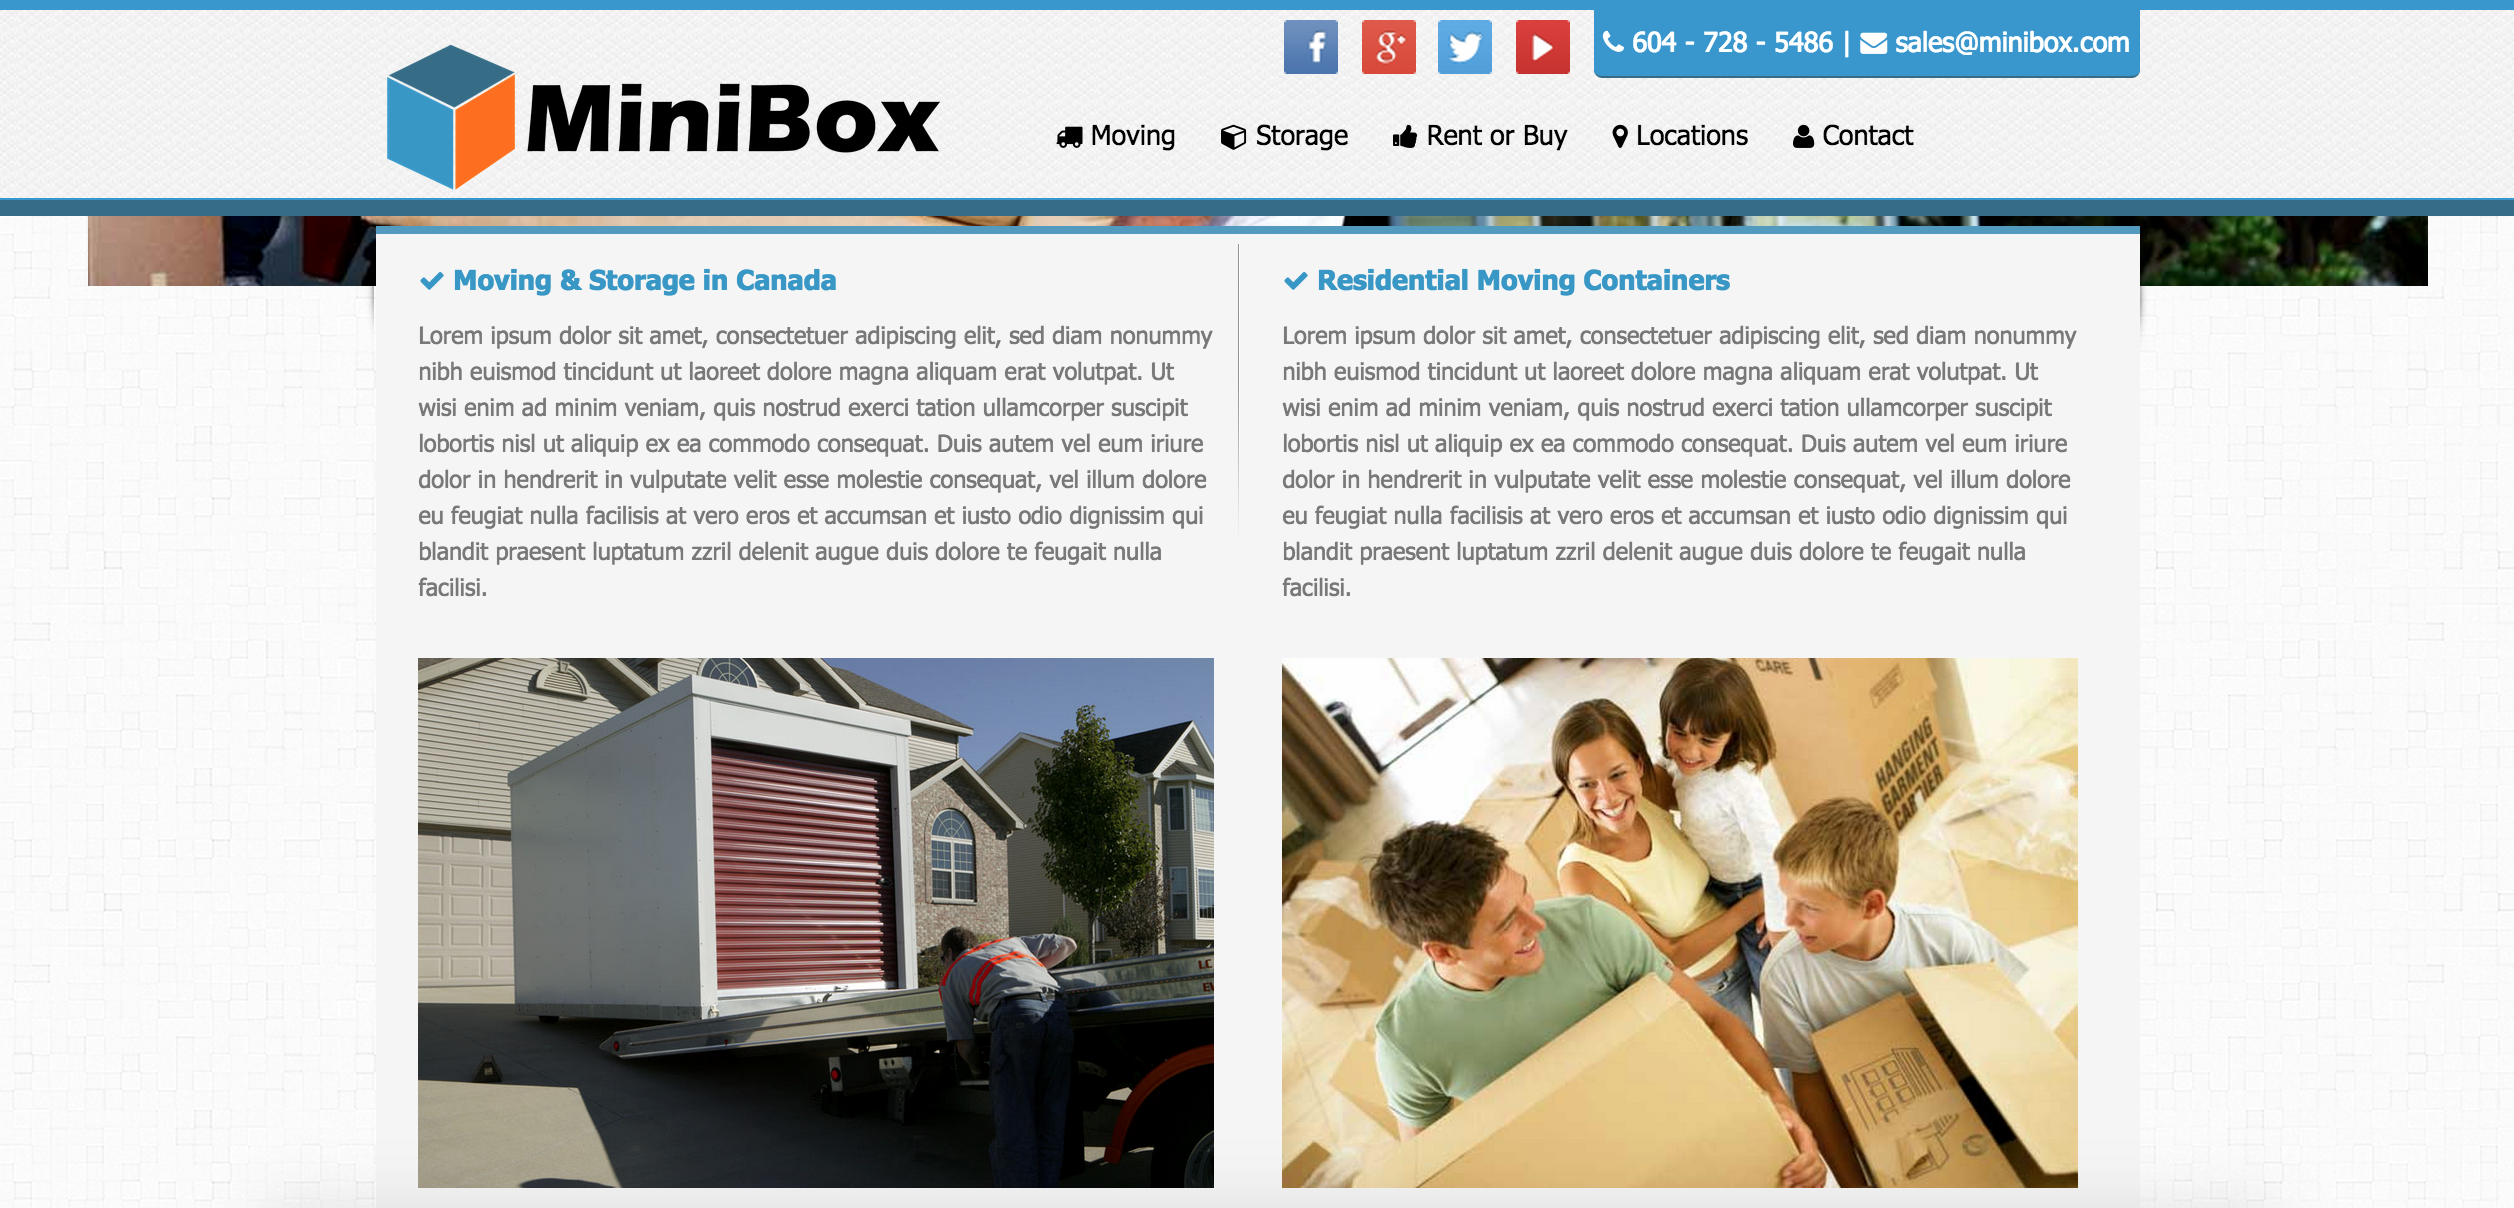 604 - 728 - 5486 | sales@minibox.com
MiniBox
Moving
Storage
Rent or Buy
Locations
Contact
Moving & Storage in Canada
Lorem ipsum dolor sit amet, consectetuer adipiscing elit, sed diam nonummy
nibh euismod tincidunt ut laoreet dolore magna aliquam erat volutpat. Ut
wisi enim ad minim veniam, quis nostrud exerci tation ullamcorper suscipit
lobortis nisl ut aliquip ex ea commodo consequat. Duis autem vel eum iriure
dolor in hendrerit in vulputate velit esse molestie consequat, vel illum dolore
eu feugiat nulla facilisis at vero eros et accumsan et iusto odio dignissim qui
blandit praesent luptatum zzril delenit augue duis dolore te feugait nulla
facilisi.
Residential Moving Containers
Lorem ipsum dolor sit amet, consectetuer adipiscing elit, sed diam nonummy
nibh euismod tincidunt ut laoreet dolore magna aliquam erat volutpat. Ut
wisi enim ad minim veniam, quis nostrud exerci tation ullamcorper suscipit
lobortis nisl ut aliquip ex ea commodo consequat. Duis autem vel eum iriure
dolor in hendrerit in vulputate velit esse molestie consequat, vel illum dolore
eu feugiat nulla facilisis at vero eros et accumsan et iusto odio dignissim qui
blandit praesent luptatum zzril delenit augue duis dolore te feugait nulla
facilisi.
LC
CARE
HANGING
GARMENT